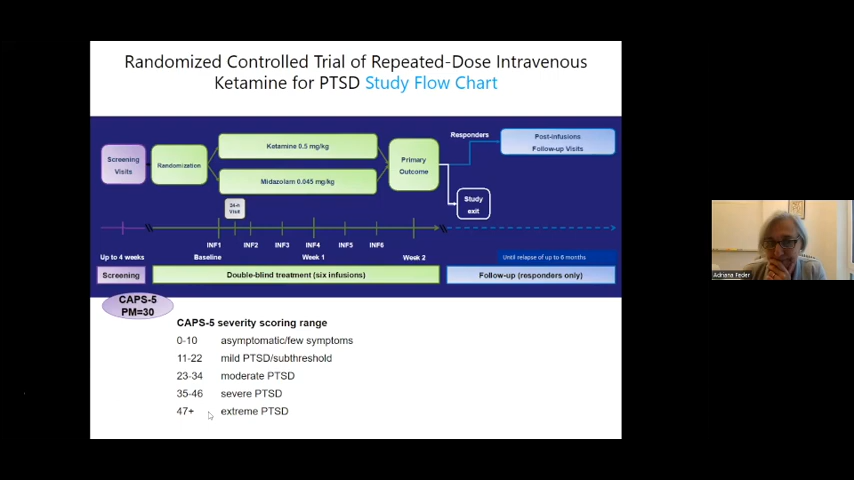 Randomized Controlled Trial of Repeated-Dose Intravenous
Ketamine for PTSD Study Flow Chart
Responders
Post-infusions
Follow-up Visits
Screening
Visits
Randomization
Ketamine 0.5 mg/kg
Midazolam 0.045 mg/kg
Primary
Outcome
Study
exit
24-h
Visit
INF1
INF2
INF3
INF4
INF5
INF6
Up to 4 weeks
Baseline
Week 1
Week 2
Until relapse of up to 6 months
Screening
Double-blind treatment (six infusions)
Follow-up (responders only)
CAPS-5
PM=30
CAPS-5 severity scoring range
0-10 asymptomatic/few symptoms
11-22 mild PTSD/subthreshold
23-34 moderate PTSD
35-46 severe PTSD
47+ extreme PTSD
Adriana Feder